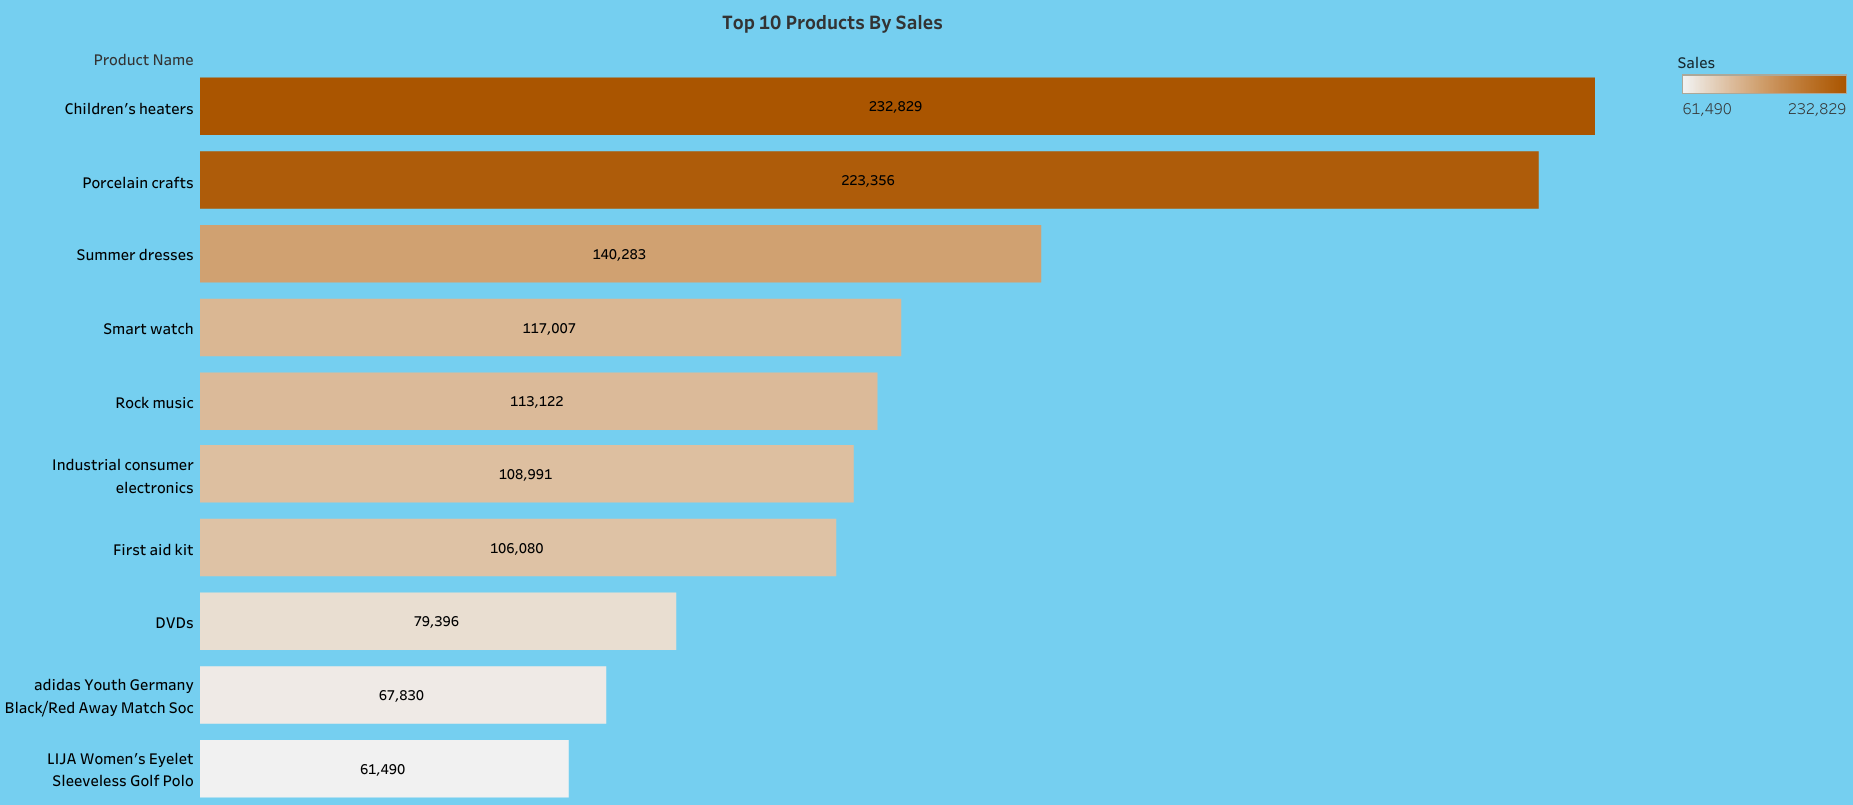 Top 10 Products By Sales
Product Name
Sales
61,490 232,829
Children's heaters 232,829
Porcelain crafts 223,356
Summer dresses 140,283
Smart watch 117,007
Rock music 113,122
Industrial consumer
electronics 108,991
First aid kit 106,080
DVDs 79,396
adidas Youth Germany
Black/Red Away Match Soc 67,830
LIJA Women's Eyelet
Sleeveless Golf Polo 61,490